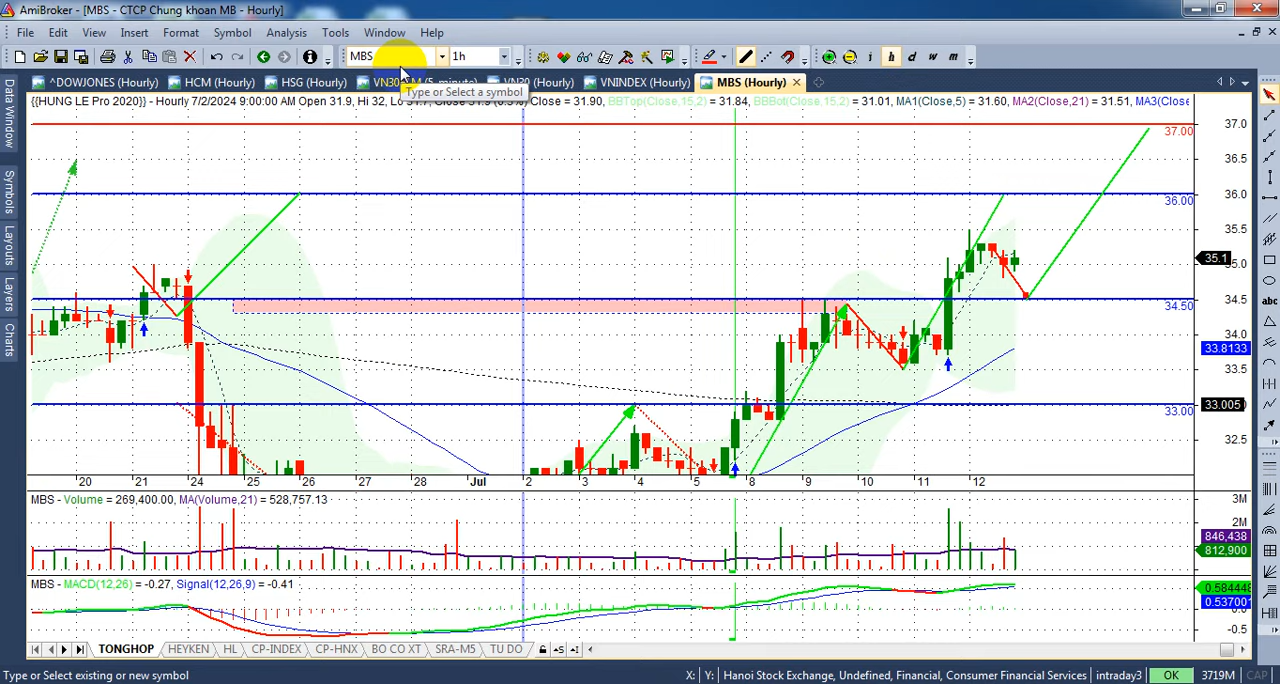 AmiBroker - [MBS - CTCP Chung khoan MB - Hourly]
File Edit View Insert Format Symbol Analysis Tools Window Help
MBS 1h
i h d w m
^DOWJONES (Hourly) HCM (Hourly) HSG (Hourly) VN30 VN30 (Hourly) VNINDEX (Hourly) MBS (Hourly)
Type or Select a symbol
{{HUNG LE Pro 2020}} - Hourly 7/2/2024 9:00:00 AM Open 31.9, Hi 32, Close = 31.90, BBTop(Close,15,2) = 31.84, BBBot(Close,15,2) = 31.01, MA1(Close,5) = 31.60, MA2(Close,21) = 31.51, MA3(Close
Data Window
Symbols
Layouts
Layers
Charts
37.0
37.00
36.5
36.0
36.00
35.5
35.1
35.0
34.5
34.50
34.0
33.8133
33.5
33.005
33.00
32.5
20 21 24 25 26 27 28 Jul 2 3 4 5 8 9 10 11 12
MBS - Volume = 269,400.00, MA(Volume,21) = 528,757.13
3M
2M
846,438
812,900
MBS - MACD(12,26) = -0.27, Signal(12,26,9) = -0.41
0.584448
0.537001
-0.5
TONGHOP HEYKEN HL CP-INDEX CP-HNX BO CO XT SRA-M5 TU DO
abc
Type or Select existing or new symbol X: Y: Hanoi Stock Exchange, Undefined, Financial, Consumer Financial Services intraday3 OK 3719M CAP